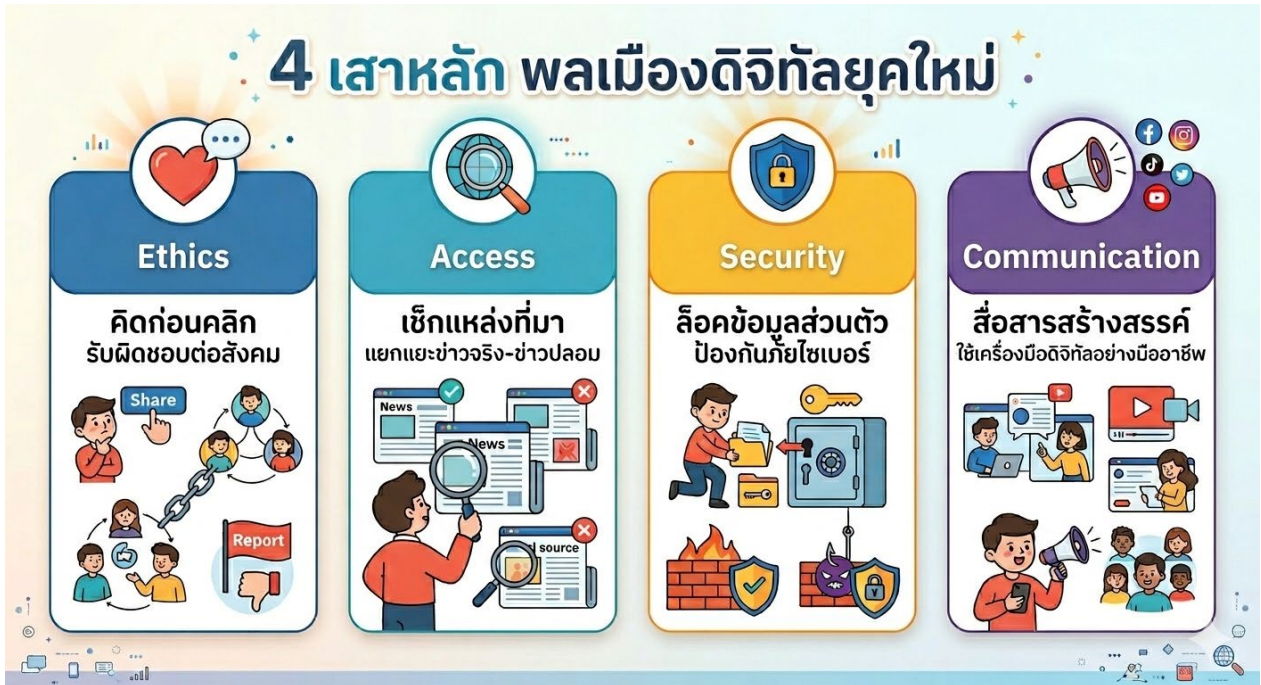 4 เสาหลัก พลเมืองดิจิทัลยุคใหม่
Ethics
คิดก่อนคลิก
รับผิดชอบต่อสังคม
Share
Report
Access
เช็กแหล่งที่มา
แยกแยะข่าวจริง-ข่าวปลอม
News
News
source
Security
ล็อคข้อมูลส่วนตัว
ป้องกันภัยไซเบอร์
Communication
สื่อสารสร้างสรรค์
ใช้เครื่องมือดิจิทัลอย่างมืออาชีพ